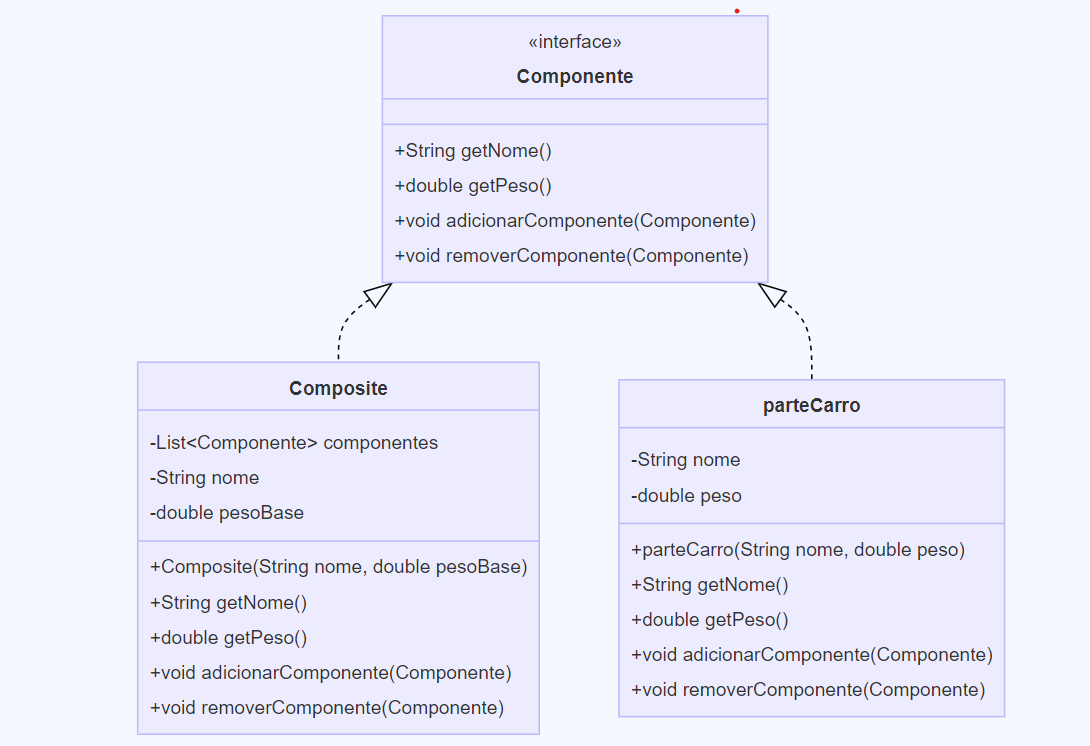 «interface»
Componente
+String getNome()
+double getPeso()
+void adicionarComponente(Componente)
+void removerComponente(Componente)
Composite
-List<Componente> componentes
-String nome
-double pesoBase
+Composite(String nome, double pesoBase)
+String getNome()
+double getPeso()
+void adicionarComponente(Componente)
+void removerComponente(Componente)
parteCarro
-String nome
-double peso
+parteCarro(String nome, double peso)
+String getNome()
+double getPeso()
+void adicionarComponente(Componente)
+void removerComponente(Componente)